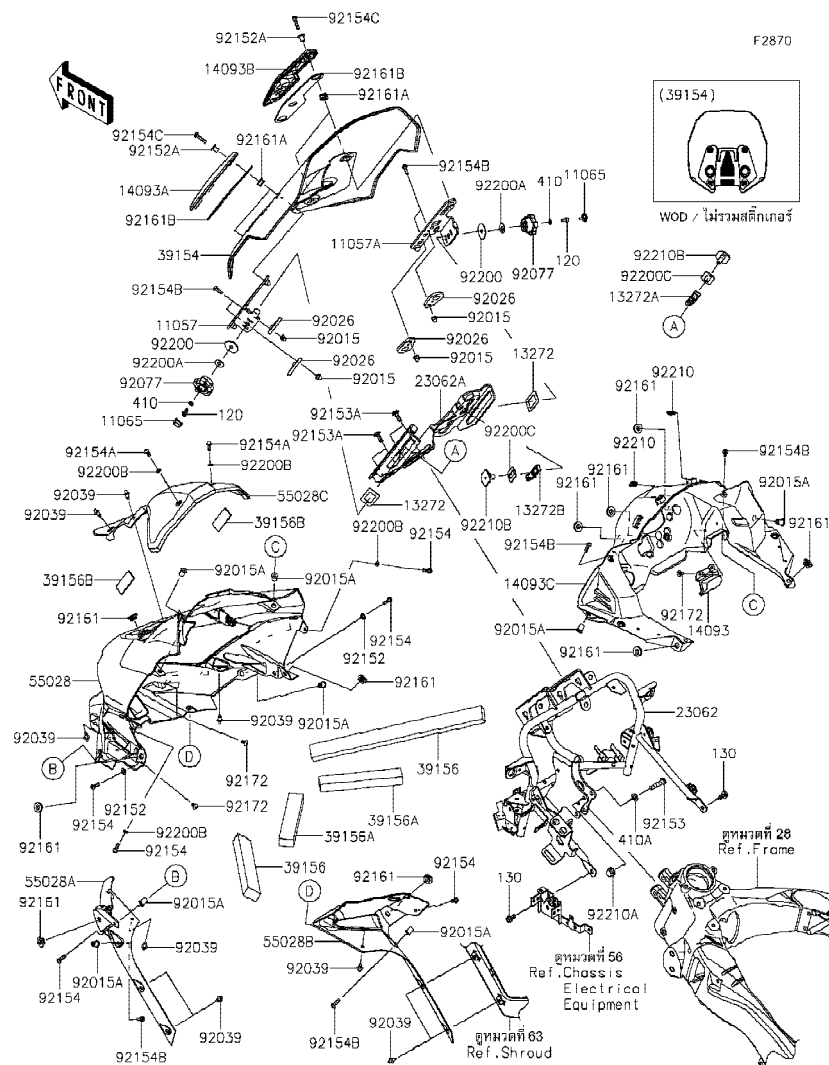 92154C
F2870
92152A
14093B
92161B
(39154)
92161A
FRONT
92154C
92152A
92161A
92154B
14093A
92200A
410
11065
92161B
WOD / ไม่รวมสติ๊กเกอร์
39154
11057A
92200
92077
120
92210B
92200C
13272A
A
92154B
92026
92015
11057
92026
92200
92015
92026
92200A
92026
92015
13272
92077
92015
23062A
92161
92210
410
120
92153A
11065
92153A
92200C
A
92210
92154B
92154A
92154A
92200B
92200B
92161
92015A
92039
55028C
92161
13272
92210B
13272B
92161
92039
39156B
92200B
92154
92154B
39156B
C
92015A
92015A
14093C
C
92161
92154
92172
14093
92152
92015A
92161
55028
92161
23062
92039
92015A
92039
D
39156
130
B
92172
92152
92154
92172
39156A
92153
410A
92200B
39156A
92161
92154
39156
ดูหมวดที่ 28
Ref.Frame
55028A
B
92161
92154
D
92161
92015A
130
92210A
92015A
92039
55028B
92015A
ดูหมวดที่ 56
Ref.Chassis
Electrical
Equipment
92039
92154
92039
92154B
92039
92154B
ดูหมวดที่ 63
Ref.Shroud